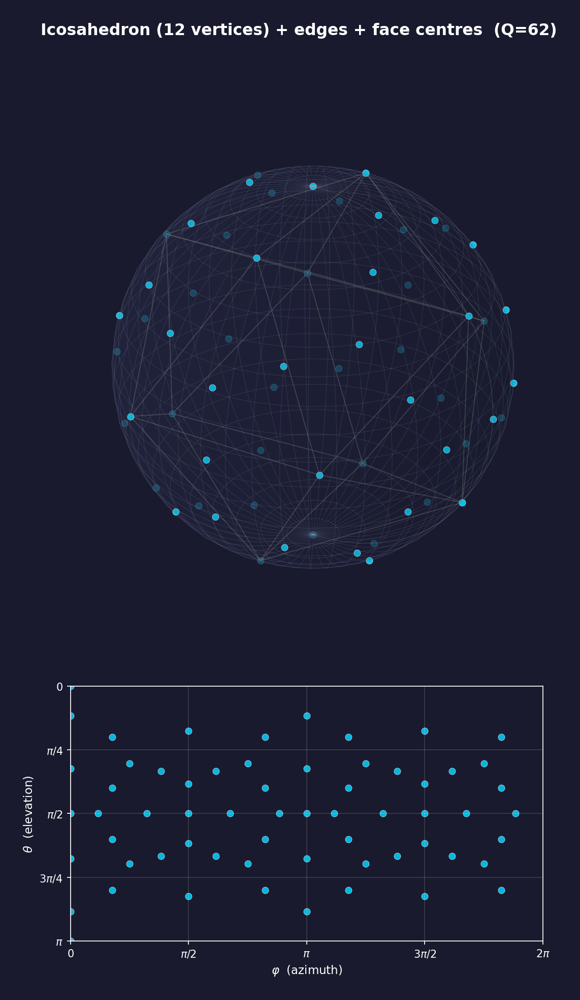 Icosahedron (12 vertices) + edges + face centres (Q=62)
0
π/4
π/2
3π/4
π
θ (elevation)
0
π/2
π
3π/2
2π
φ (azimuth)